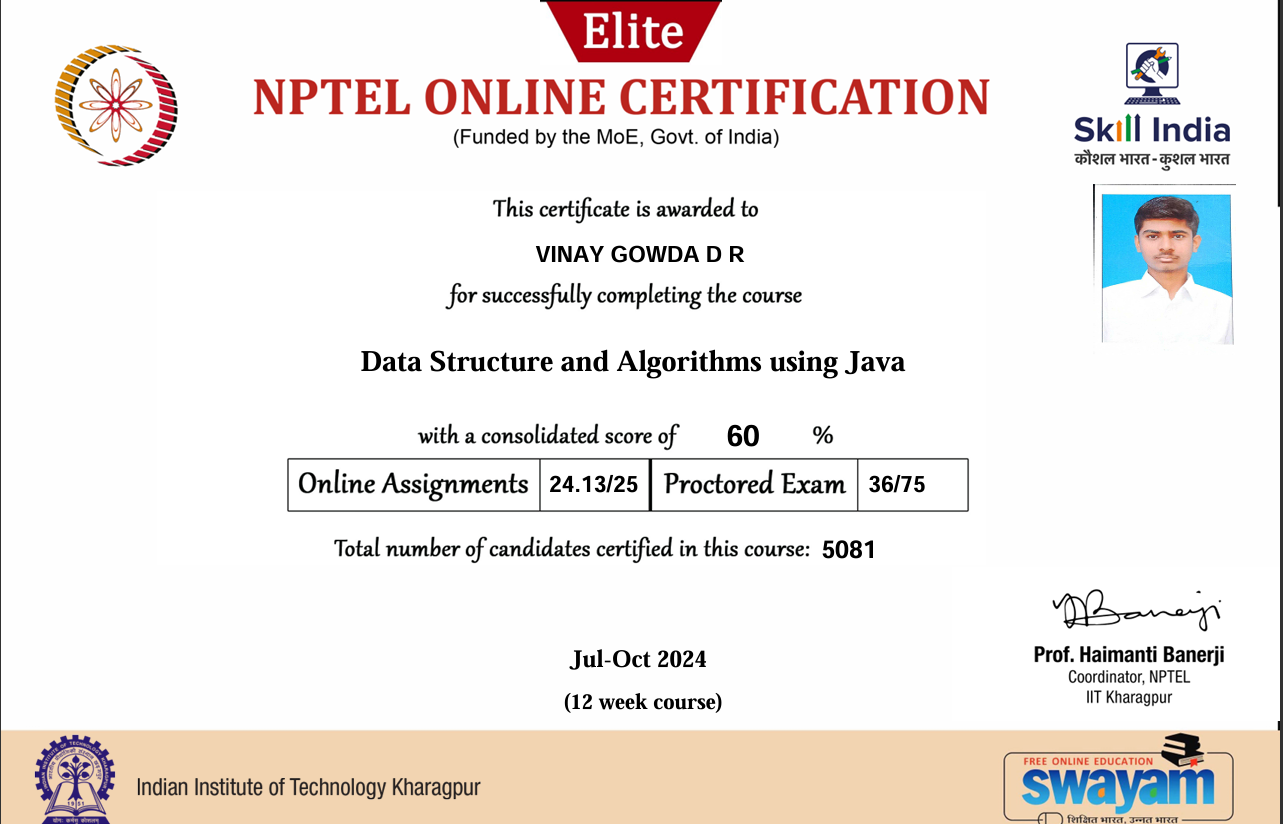 Elite
NPTEL ONLINE CERTIFICATION
(Funded by the MoE, Govt. of India)
Skill India
कौशल भारत - कुशल भारत
This certificate is awarded to
VINAY GOWDA D R
for successfully completing the course
Data Structure and Algorithms using Java
with a consolidated score of 60 %
Online Assignments 24.13/25 Proctored Exam 36/75
Total number of candidates certified in this course: 5081
Jul-Oct 2024
(12 week course)
Prof. Haimanti Banerji
Coordinator, NPTEL
IIT Kharagpur
Indian Institute of Technology Kharagpur
1951
FREE ONLINE EDUCATION
swayam
शिक्षित भारत, उन्नत भारत